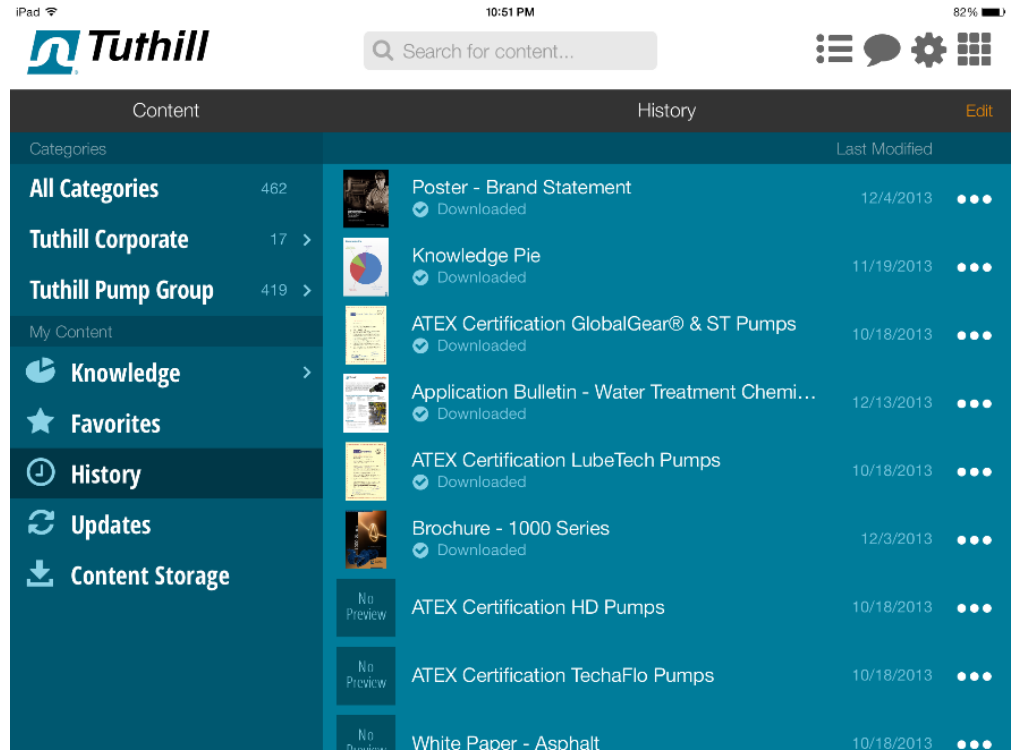 iPad 10:51 PM 82%
Tuthill
Search for content...
Content
History
Edit
Categories
All Categories 462
Tuthill Corporate 17
Tuthill Pump Group 419
My Content
Knowledge
Favorites
History
Updates
Content Storage
Last Modified
Poster - Brand Statement 12/4/2013
Downloaded
Knowledge Pie 11/19/2013
Downloaded
ATEX Certification GlobalGear® & ST Pumps 10/18/2013
Downloaded
Application Bulletin - Water Treatment Chemi... 12/13/2013
Downloaded
ATEX Certification LubeTech Pumps 10/18/2013
Downloaded
Brochure - 1000 Series 12/3/2013
Downloaded
No
Preview
ATEX Certification HD Pumps 10/18/2013
No
Preview
ATEX Certification TechaFlo Pumps 10/18/2013
No
Preview
White Paper - Asphalt 10/18/2013